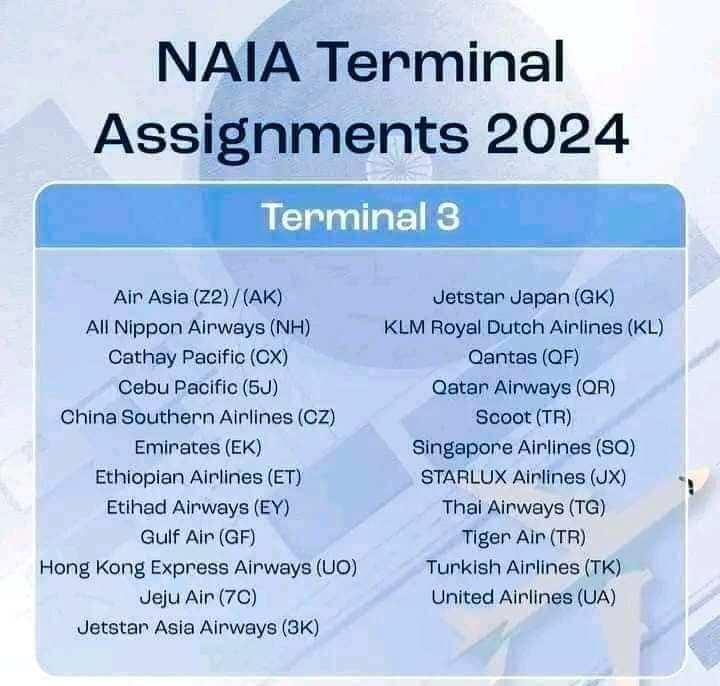 NAIA Terminal
Assignments 2024
Terminal 3
Air Asia (Z2)/(AK)
All Nippon Airways (NH)
Cathay Pacific (CX)
Cebu Pacific (5J)
China Southern Airlines (CZ)
Emirates (EK)
Ethiopian Airlines (ET)
Etihad Airways (EY)
Gulf Air (GF)
Hong Kong Express Airways (UO)
Jeju Air (7C)
Jetstar Asia Airways (3K)
Jetstar Japan (GK)
KLM Royal Dutch Airlines (KL)
Qantas (QF)
Qatar Airways (QR)
Scoot (TR)
Singapore Airlines (SQ)
STARLUX Airlines (JX)
Thai Airways (TG)
Tiger Air (TR)
Turkish Airlines (TK)
United Airlines (UA)